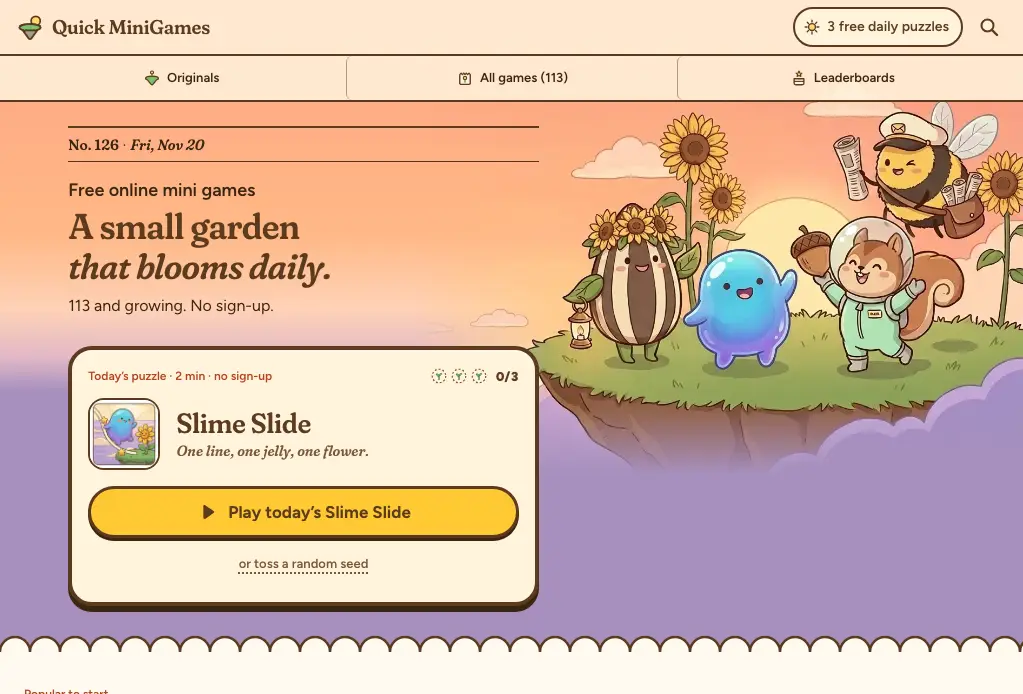 Quick MiniGames
3 free daily puzzles
Originals
All games (113)
Leaderboards
No. 126 · Fri, Nov 20
Free online mini games
A small garden
that blooms daily.
113 and growing. No sign-up.
Today's puzzle · 2 min · no sign-up
0/3
Slime Slide
One line, one jelly, one flower.
Play today's Slime Slide
or toss a random seed
Popular to start